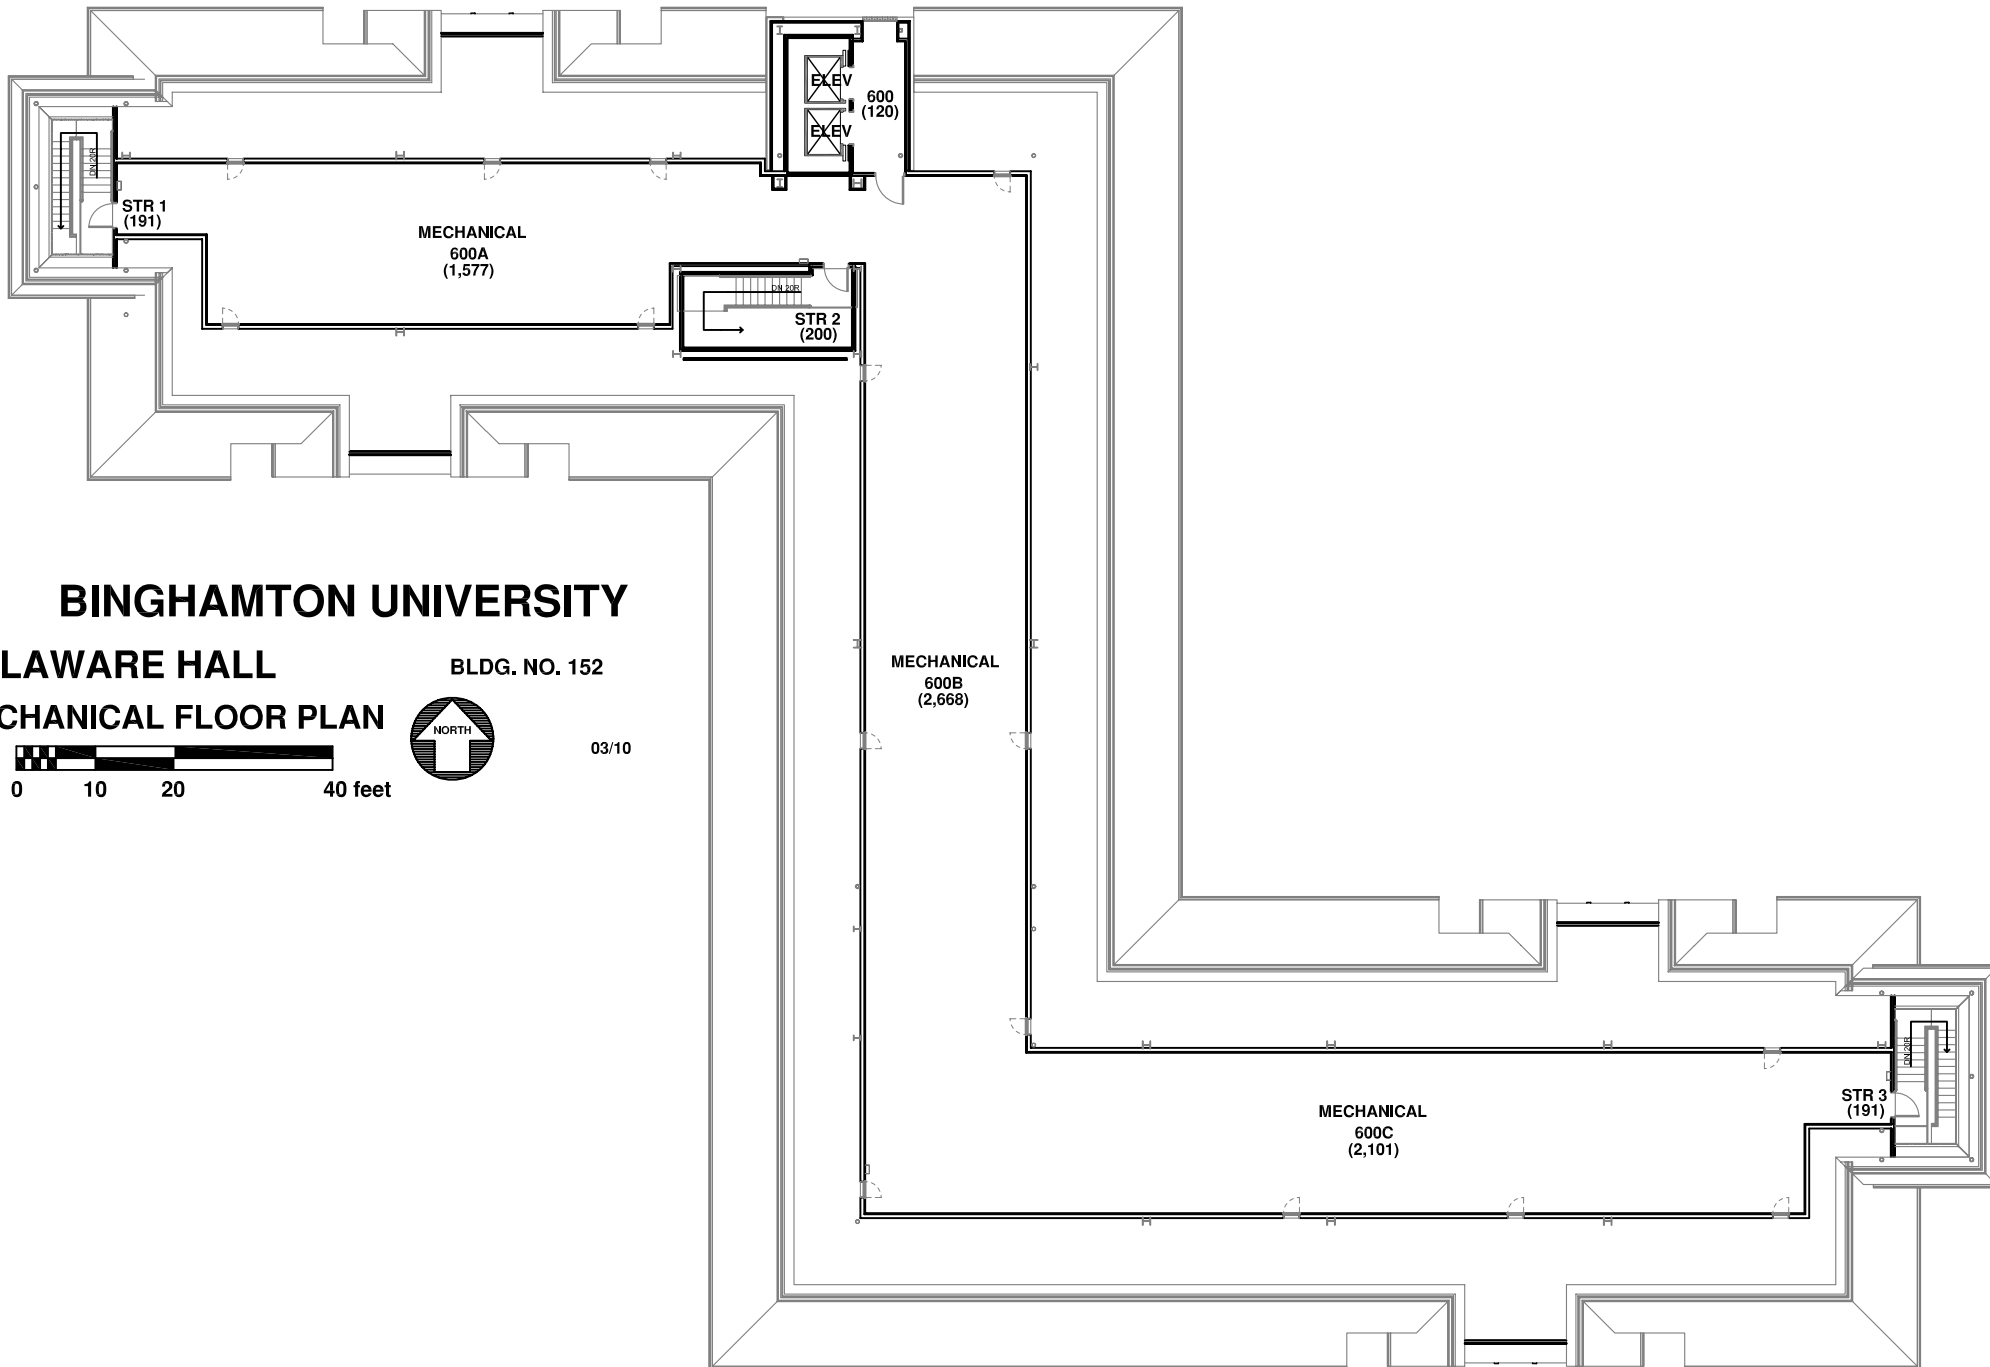 ELEV
600
(120)
ELEV
DN 20R
STR 1
(191)
MECHANICAL
600A
(1,577)
DN 20R
STR 2
(200)
BINGHAMTON UNIVERSITY
LAWARE HALL
BLDG. NO. 152
CHANICAL FLOOR PLAN
NORTH
03/10
0 10 20 40 feet
MECHANICAL
600B
(2,668)
DN 20R
STR 3
(191)
MECHANICAL
600C
(2,101)